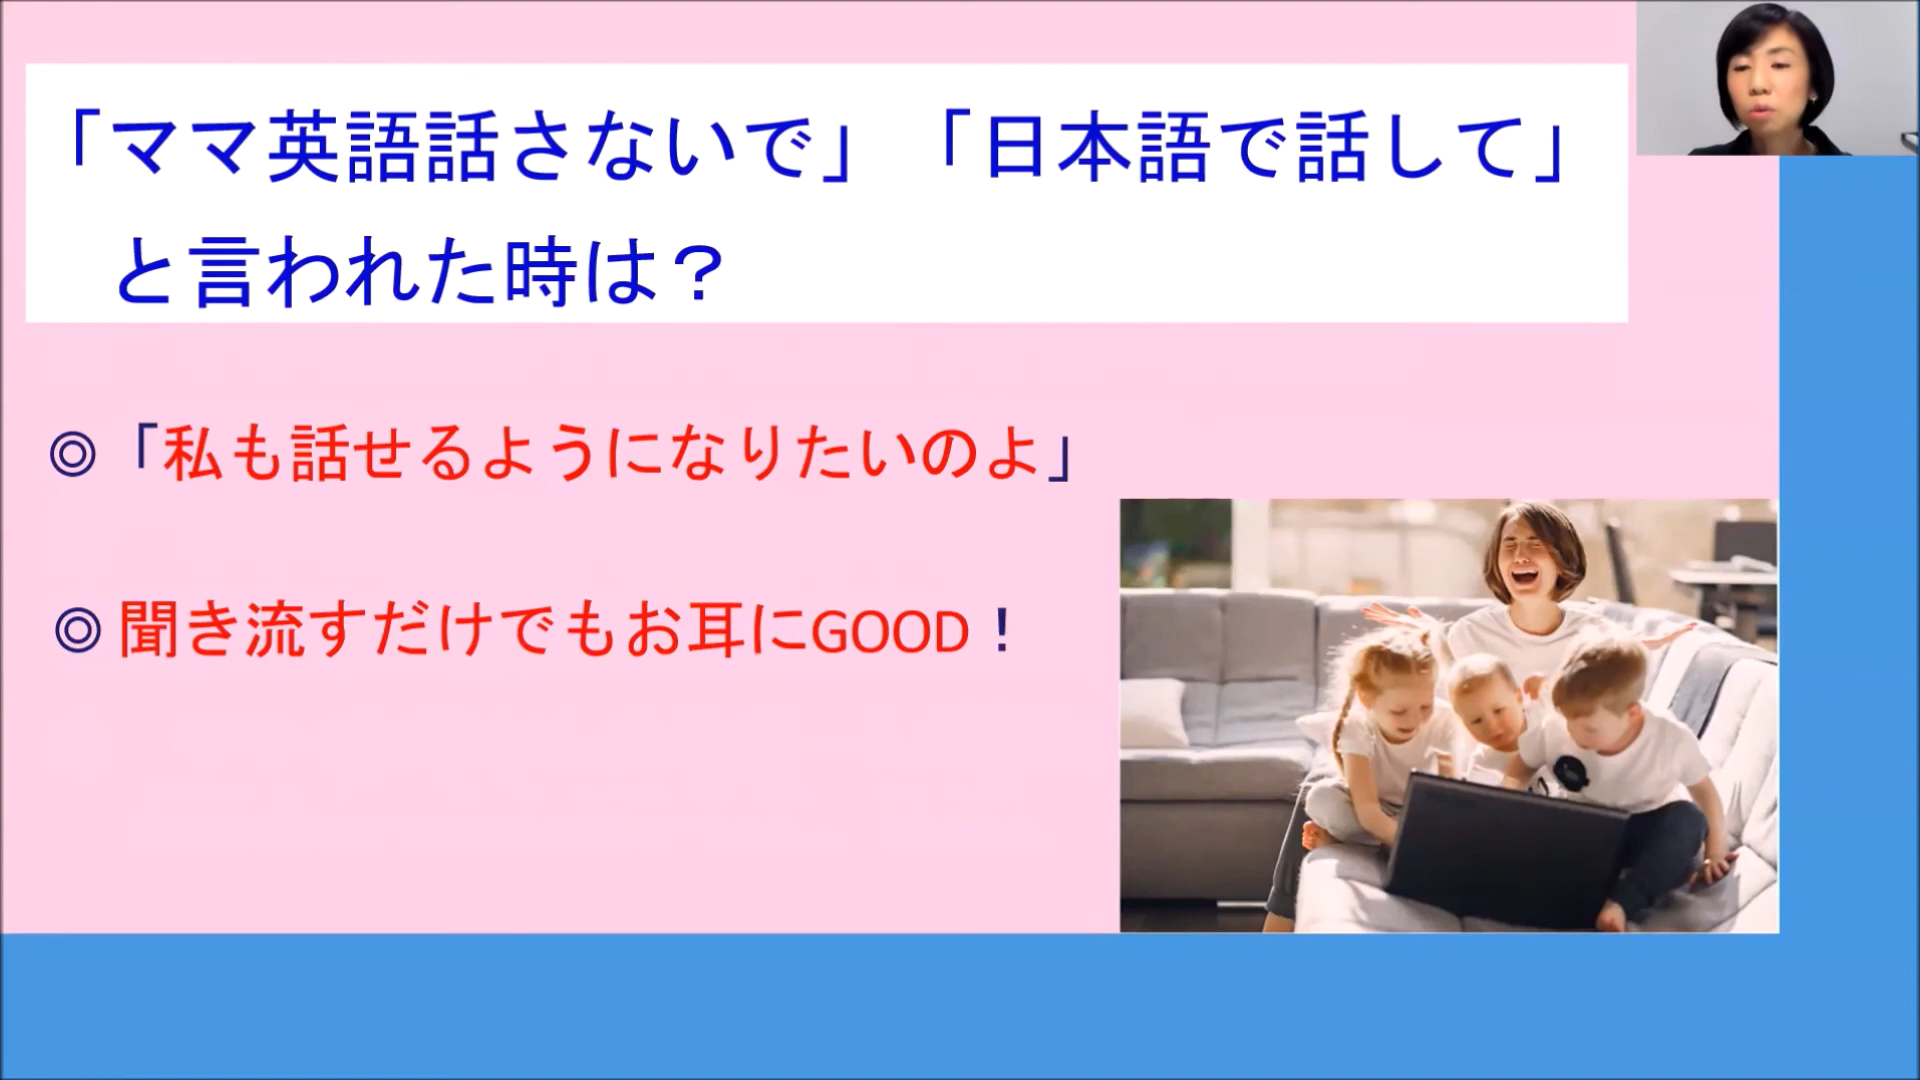 「ママ英語話さないで」「日本語で話して」
と言われた時は？
◎「私も話せるようになりたいのよ」
◎聞き流すだけでもお耳にGOOD！